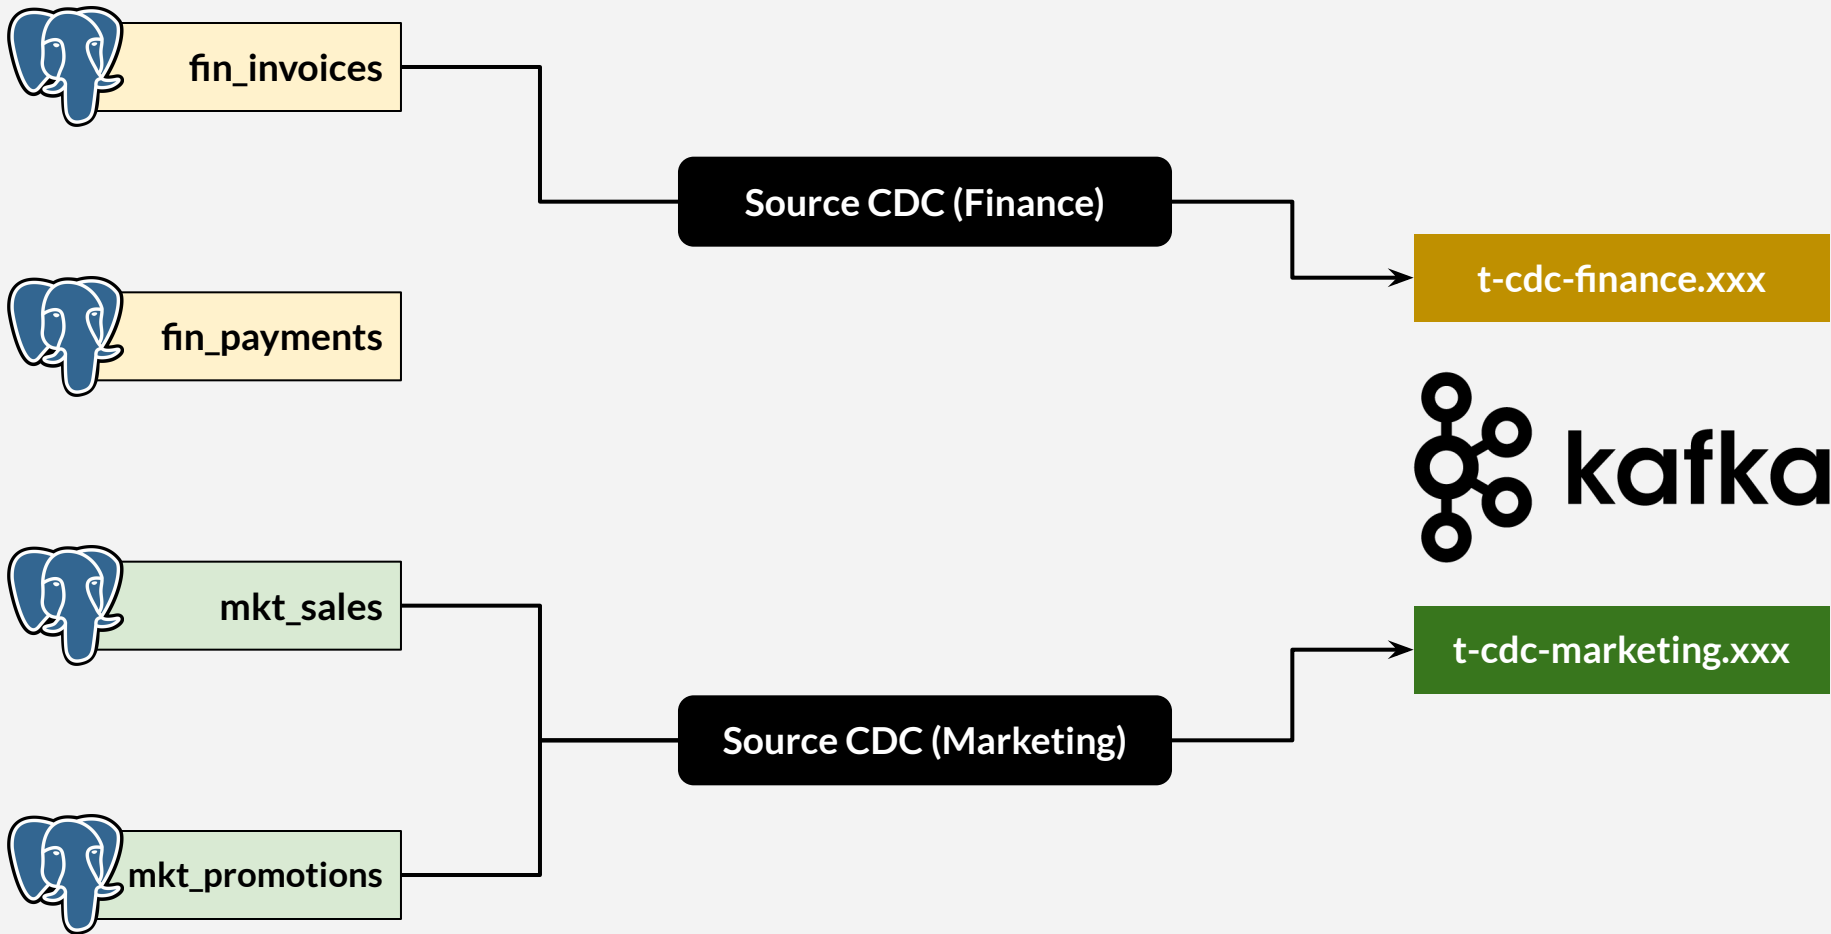 fin_invoices
Source CDC (Finance)
t-cdc-finance.xxx
fin_payments
kafka
mkt_sales
t-cdc-marketing.xxx
Source CDC (Marketing)
mkt_promotions